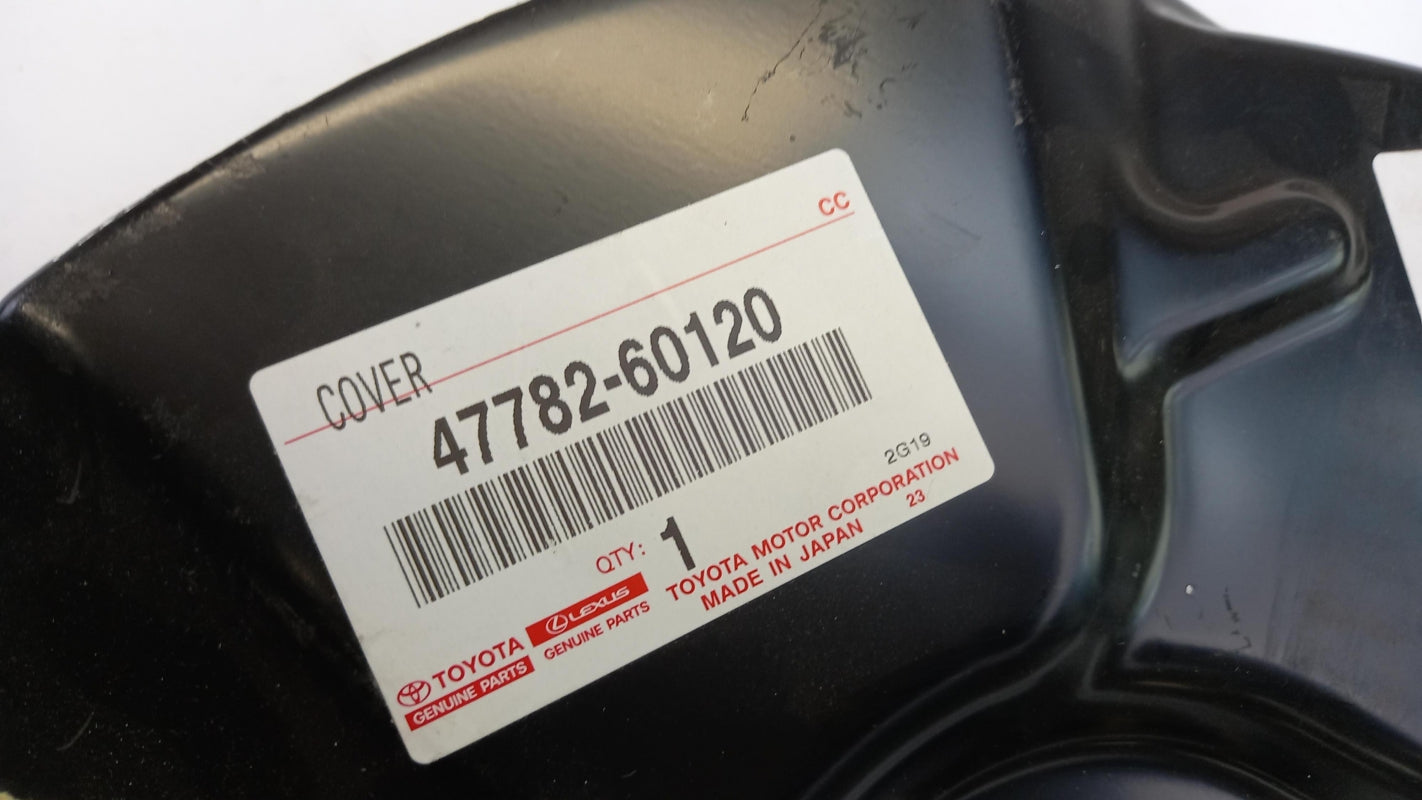 CC
COVER
47782-60120
QTY: 1
2G19
TOYOTA MOTOR CORPORATION
MADE IN JAPAN 23
TOYOTA
GENUINE PARTS
LEXUS
GENUINE PARTS